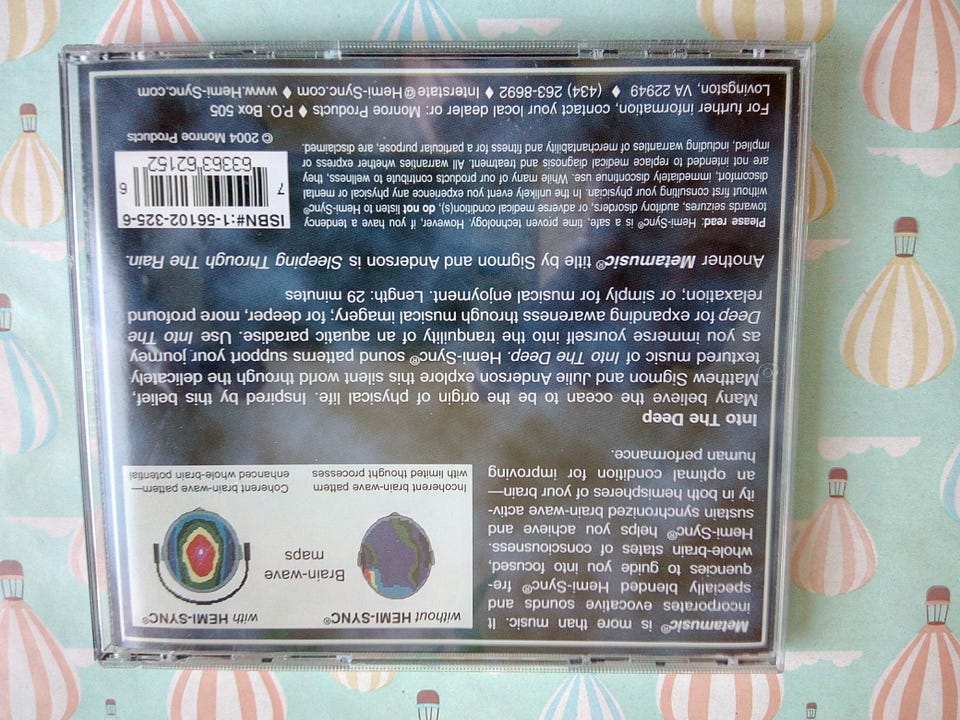 Metamusic® is more than music. It
incorporates evocative sounds and
specially blended Hemi-Sync® fre-
quencies to guide you into focused,
whole-brain states of consciousness.
Hemi-Sync® helps you achieve and
sustain synchronized brain-wave activ-
ity in both hemispheres of your brain—
an optimal condition for improving
human performance.
without HEMI-SYNC®
with HEMI-SYNC®
Brain-wave
maps
Incoherent brain-wave pattern
with limited thought processes
Coherent brain-wave pattern—
enhanced whole-brain potential
Into The Deep
Many believe the ocean to be the origin of physical life. Inspired by this belief,
Matthew Sigmon and Julie Anderson explore this silent world through the delicately
textured music of Into The Deep. Hemi-Sync® sound patterns support your journey
as you immerse yourself into the tranquility of an aquatic paradise. Use Into The
Deep for expanding awareness through musical imagery; for deeper, more profound
relaxation; or simply for musical enjoyment. Length: 29 minutes
Another Metamusic® title by Sigmon and Anderson is Sleeping Through The Rain.
Please read: Hemi-Sync® is a safe, time proven technology. However, if you have a tendency
towards seizures, auditory disorders, or adverse medical condition(s), do not listen to Hemi-Sync®
without first consulting your physician. In the unlikely event you experience any physical or mental
discomfort, immediately discontinue use. While many of our products contribute to wellness, they
are not intended to replace medical diagnosis and treatment. All warranties whether express or
implied, including warranties of mechantability and fitness for a particular purpose, are disclaimed.
ISBN#:1-56102-325-6
7 63363 62152 6
© 2004 Monroe Products
For further information, contact your local dealer or: Monroe Products ♦ P.O. Box 505
Lovingston, VA 22949 ♦ (434) 263-8692 ♦ Interstate@Hemi-Sync.com ♦ www.Hemi-Sync.com